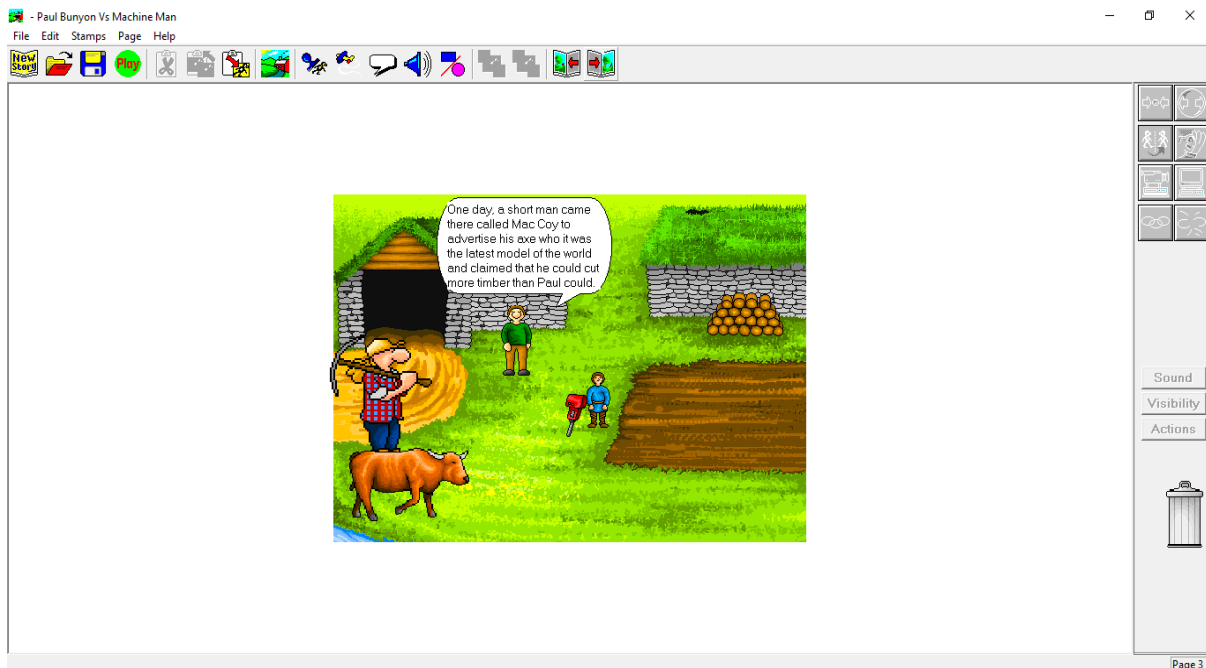 - Paul Bunyon Vs Machine Man
File Edit Stamps Page Help
New Story
Play
One day, a short man came
there called Mac Coy to
advertise his axe who it was
the latest model of the world
and claimed that he could cut
more timber than Paul could.
Sound
Visibility
Actions
Page 3